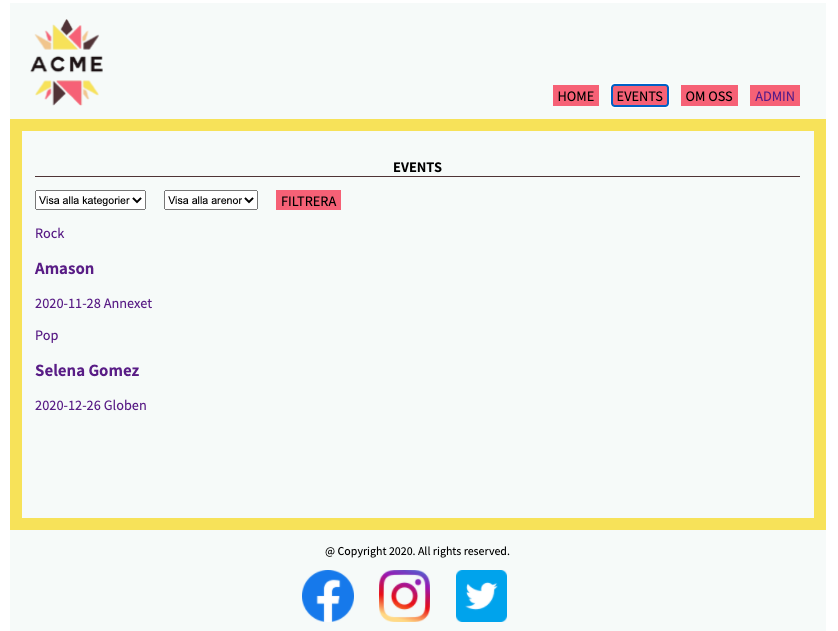 ACME
HOME EVENTS OM OSS ADMIN
EVENTS
Visa alla kategorier Visa alla arenor FILTRERA
Rock
Amason
2020-11-28 Annexet
Pop
Selena Gomez
2020-12-26 Globen
@ Copyright 2020. All rights reserved.